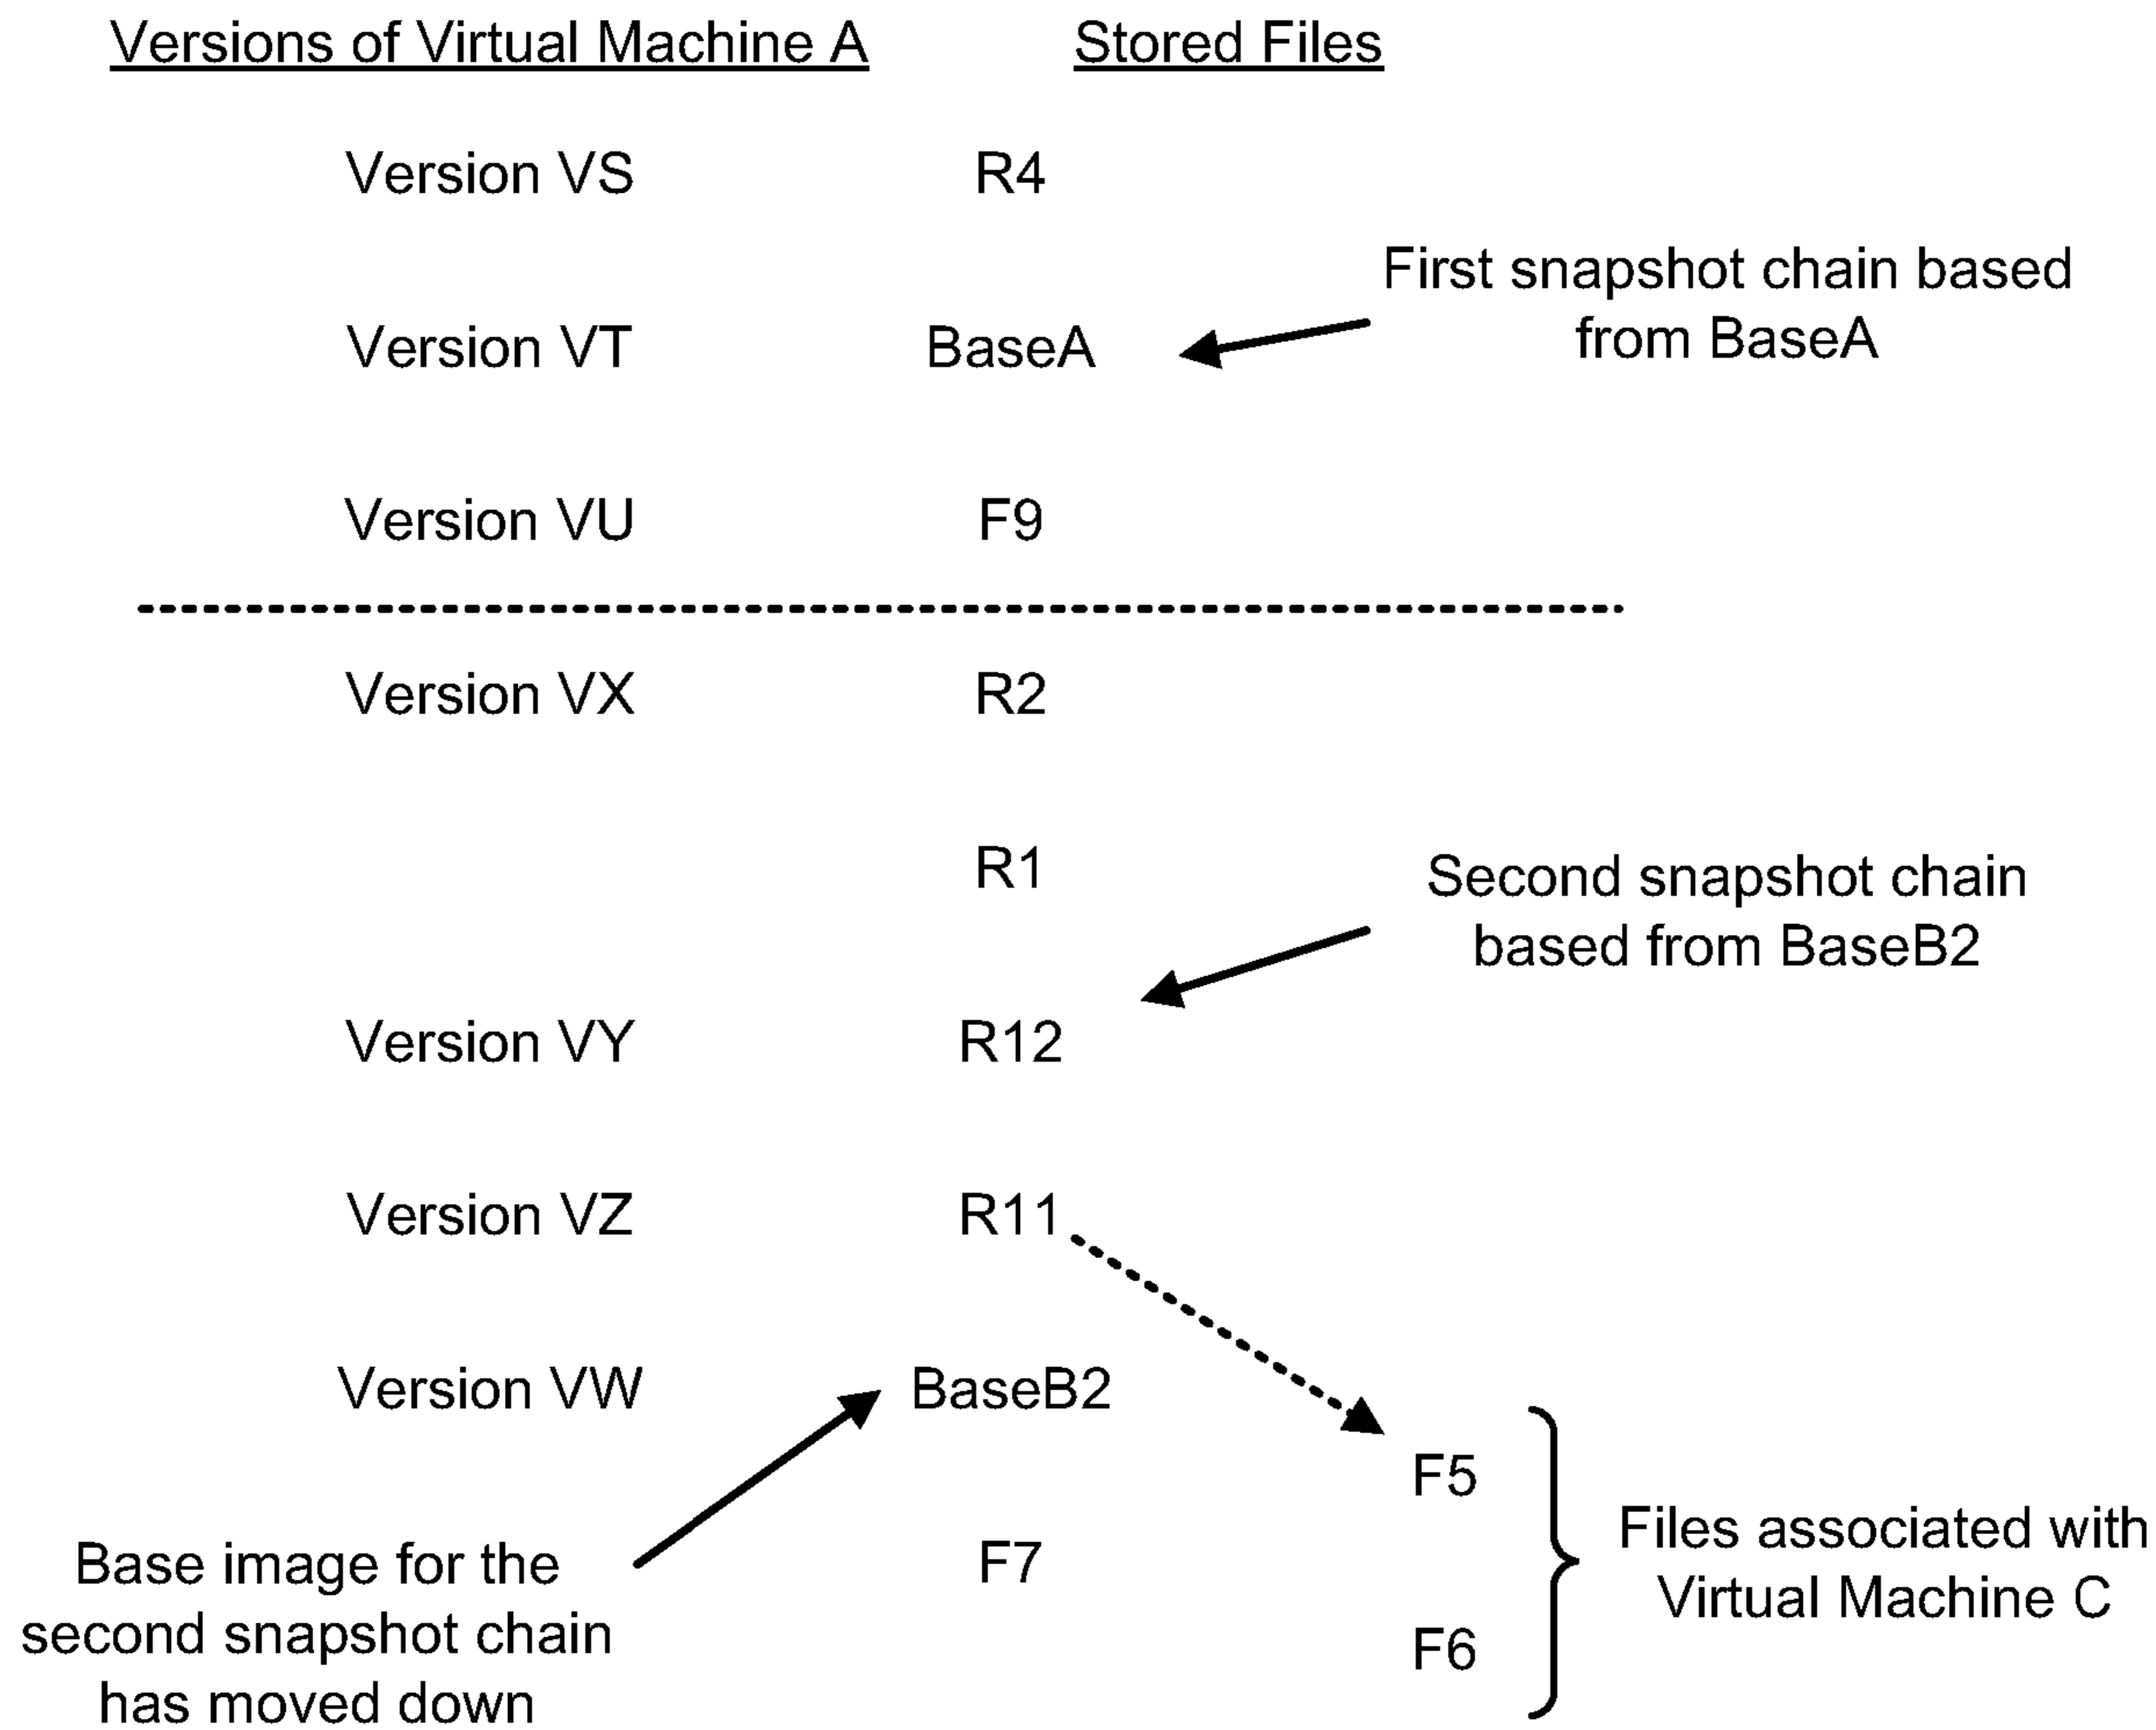 Versions of Virtual Machine A Stored Files
Version VS R4
First snapshot chain based
from BaseA
Version VT BaseA
Version VU F9
Version VX R2
R1
Second snapshot chain
based from BaseB2
Version VY R12
Version VZ R11
Version VW BaseB2
F5
Base image for the
second snapshot chain
has moved down
F7
Files associated with
Virtual Machine C
F6